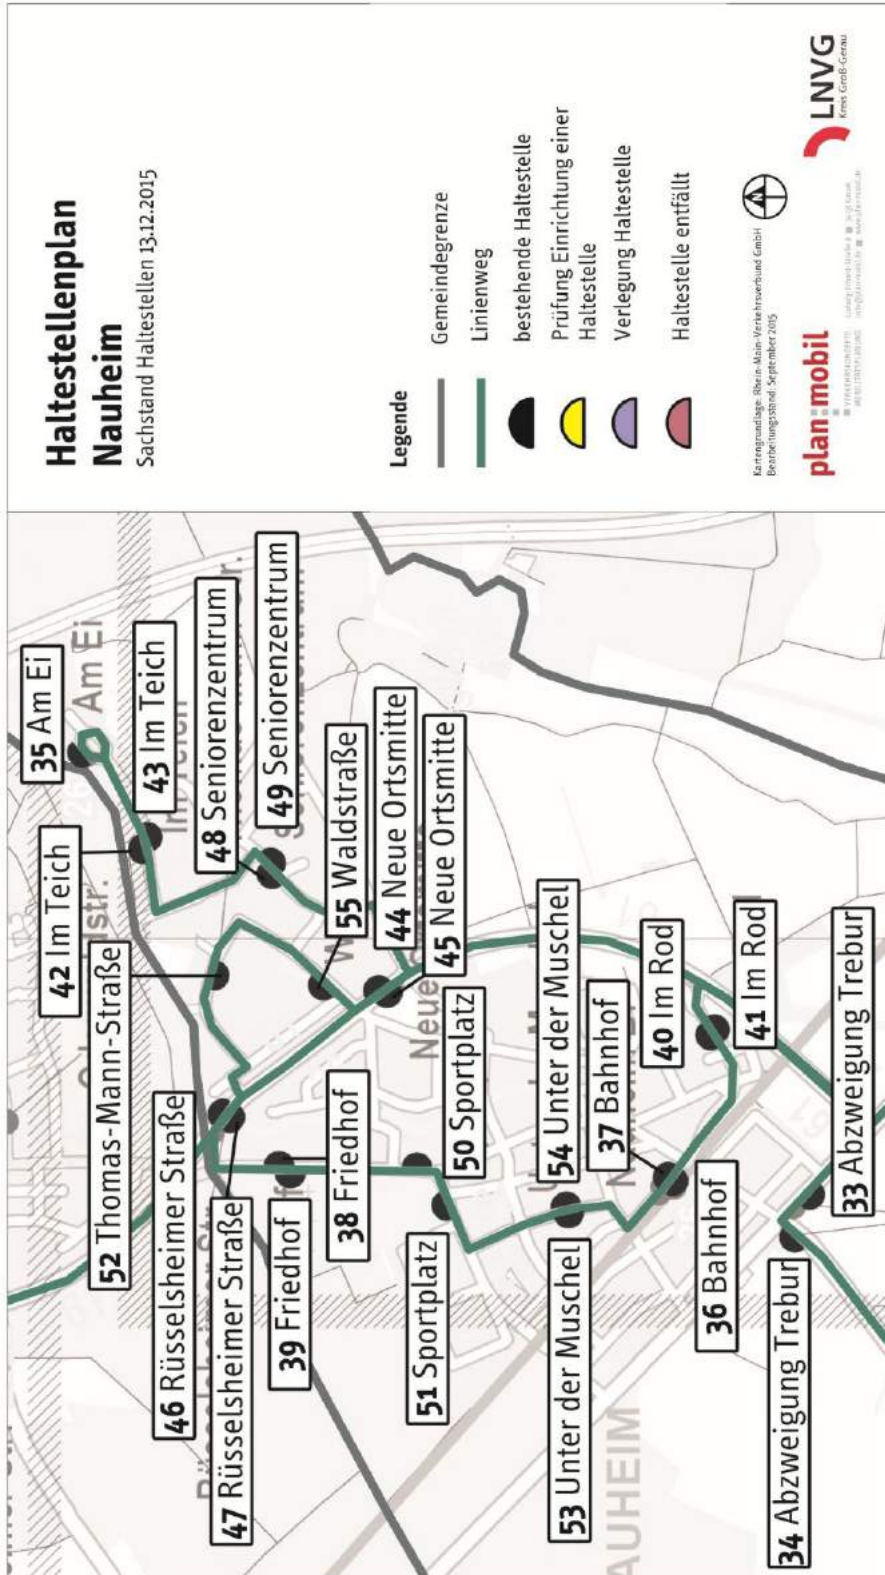 Haltestellenplan
Nauheim
Sachstand Haltestellen 13.12.2015
Legende
Gemeindegrenze
Linienweg
bestehende Haltestelle
Prüfung Einrichtung einer
Haltestelle
Verlegung Haltestelle
Haltestelle entfällt
Kartengrundlage: Rhein-Main-Verkehrsverbund GmbH
Bearbeitungsstand: September 2015
plan mobil
VERKEHRSKONZEPTE
MOBILITÄTSPLANUNG
LNVG
Kreis Groß-Gerau
35 Am Ei
Am Ei
43 Im Teich
42 Im Teich
48 Seniorenzentrum
49 Seniorenzentrum
55 Waldstraße
44 Neue Ortsmitte
45 Neue Ortsmitte
52 Thomas-Mann-Straße
46 Rüsselsheimer Straße
47 Rüsselsheimer Straße
38 Friedhof
39 Friedhof
50 Sportplatz
51 Sportplatz
54 Unter der Muschel
53 Unter der Muschel
37 Bahnhof
36 Bahnhof
40 Im Rod
41 Im Rod
33 Abzweigung Trebur
34 Abzweigung Trebur
AUHEIM